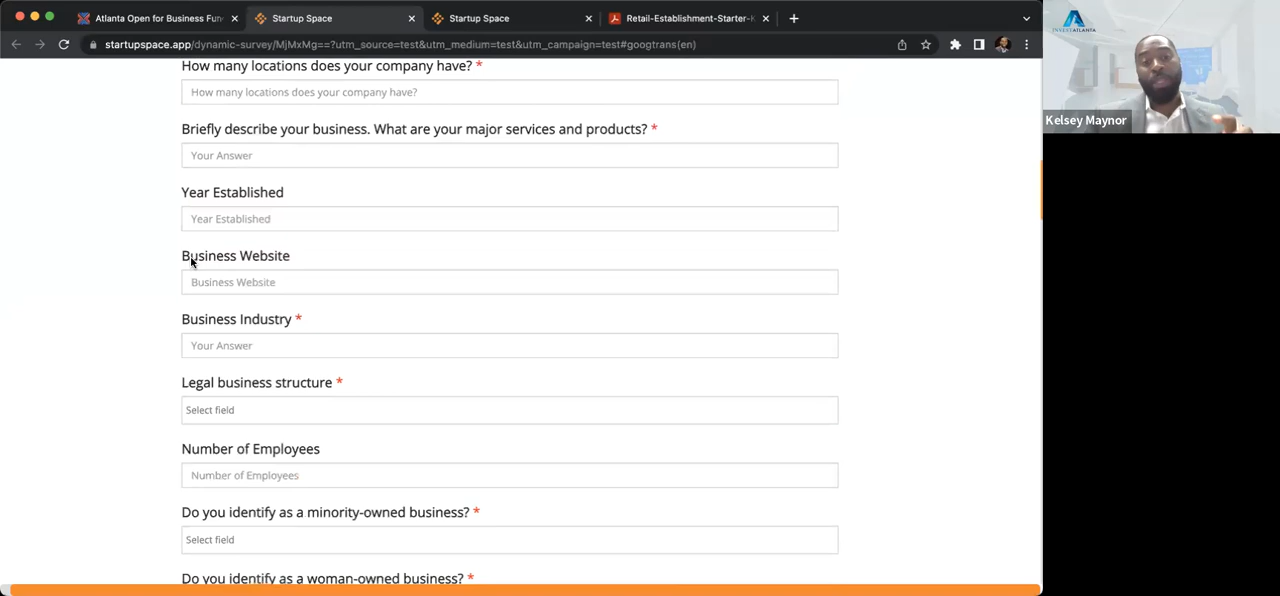 Atlanta Open for Business Fun
Startup Space
Startup Space
Retail-Establishment-Starter-K
startupspace.app/dynamic-survey/MjMxMg==?utm_source=test&utm_medium=test&utm_campaign=test#googtrans(en)
INVEST ATLANTA
Kelsey Maynor
How many locations does your company have? *
How many locations does your company have?
Briefly describe your business. What are your major services and products? *
Your Answer
Year Established
Year Established
Business Website
Business Website
Business Industry *
Your Answer
Legal business structure *
Select field
Number of Employees
Number of Employees
Do you identify as a minority-owned business? *
Select field
Do you identify as a woman-owned business? *